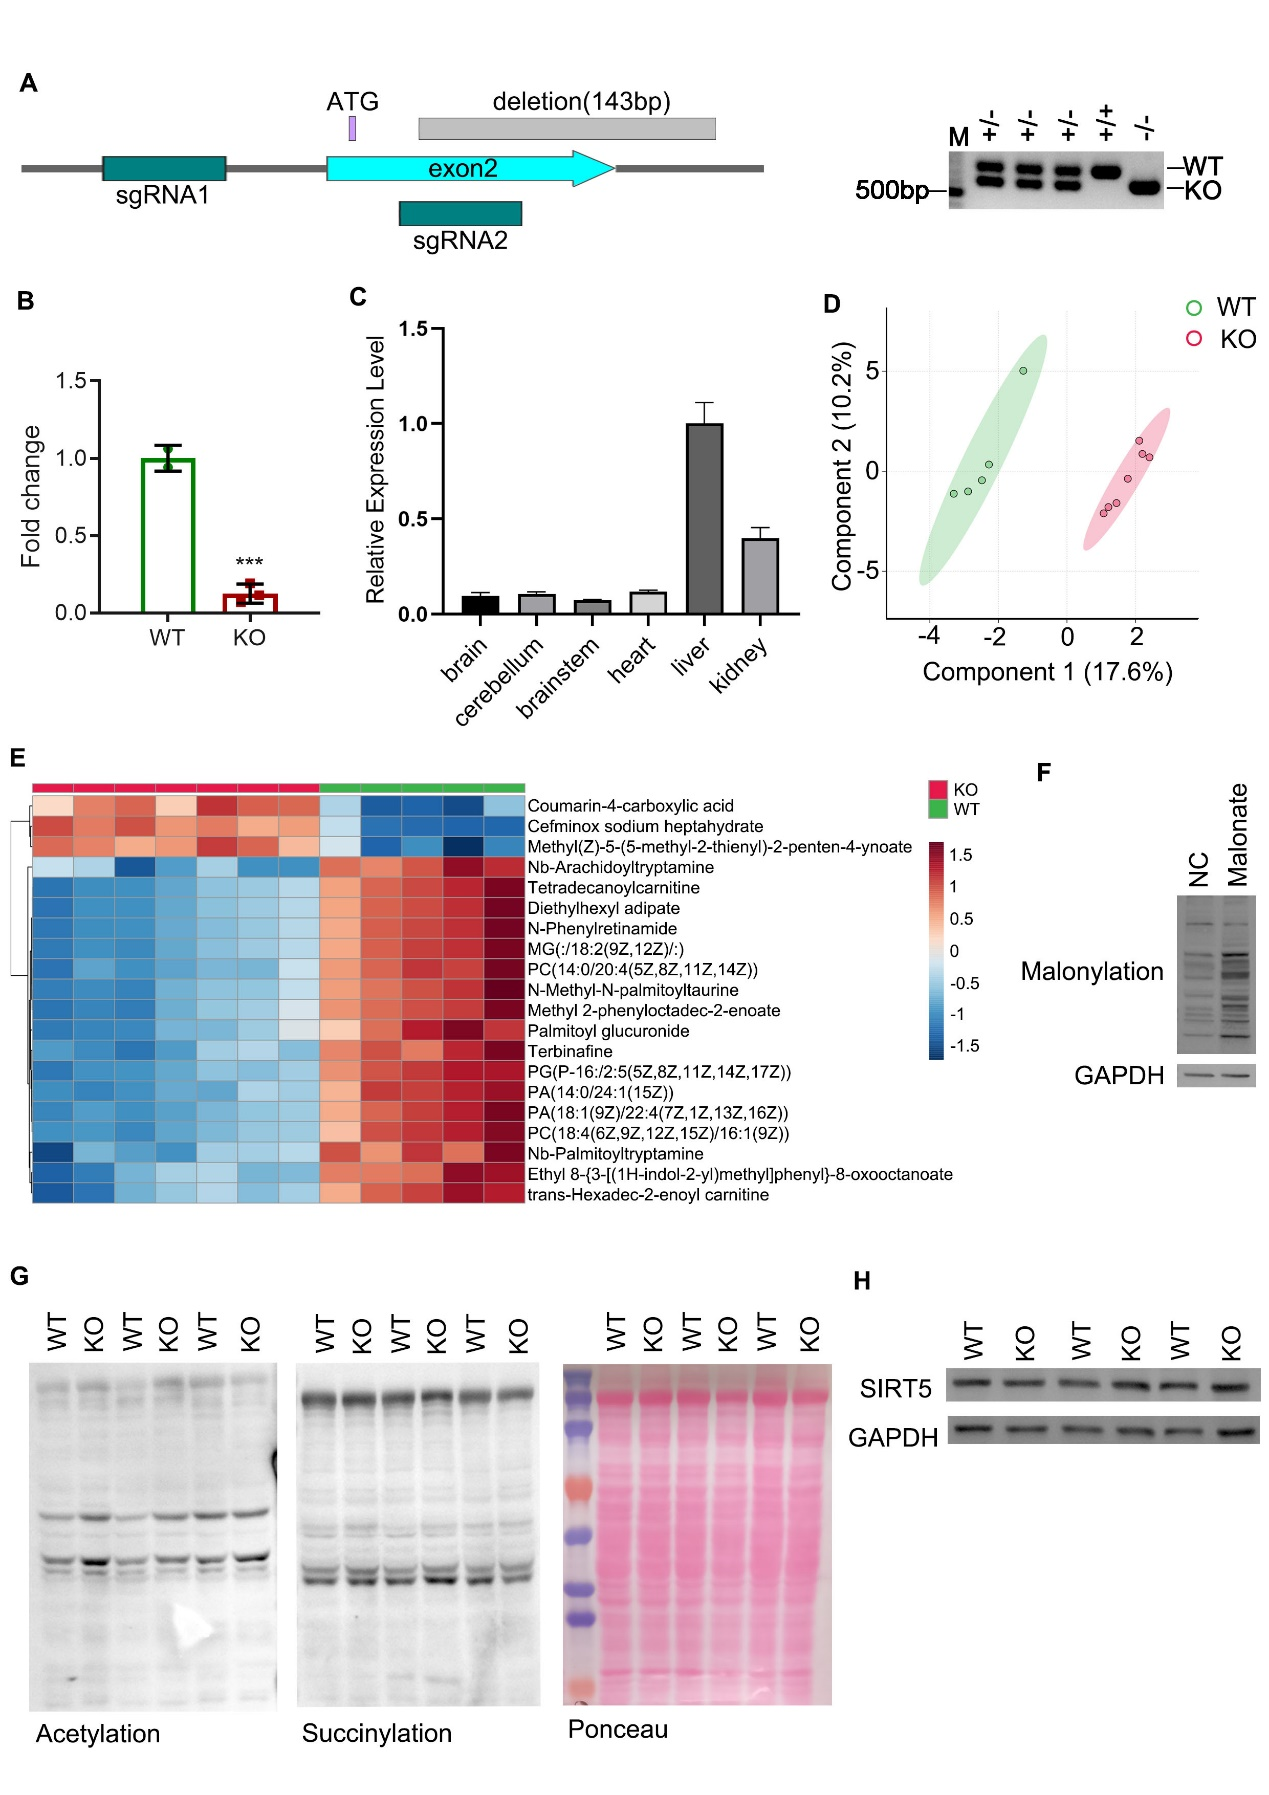 A
ATG
deletion(143bp)
exon2
sgRNA1
sgRNA2
M
+/-
+/-
+/-
+/+
-/-
WT
500bp
KO
B
Fold change
1.5
1.0
0.5
0.0
***
WT
KO
C
Relative Expression Level
1.5
1.0
0.5
0.0
brain
cerebellum
brainstem
heart
liver
kidney
D
WT
KO
Component 2 (10.2%)
5
0
-5
-4
-2
0
2
Component 1 (17.6%)
E
Coumarin-4-carboxylic acid
Cefminox sodium heptahydrate
Methyl(Z)-5-(5-methyl-2-thienyl)-2-penten-4-ynoate
Nb-Arachidoyltryptamine
Tetradecanoylcarnitine
Diethylhexyl adipate
N-Phenylretinamide
MG(:/18:2(9Z,12Z)/:)
PC(14:0/20:4(5Z,8Z,11Z,14Z))
N-Methyl-N-palmitoyltaurine
Methyl 2-phenyloctadec-2-enoate
Palmitoyl glucuronide
Terbinafine
PG(P-16:/2:5(5Z,8Z,11Z,14Z,17Z))
PA(14:0/24:1(15Z))
PA(18:1(9Z)/22:4(7Z,1Z,13Z,16Z))
PC(18:4(6Z,9Z,12Z,15Z)/16:1(9Z))
Nb-Palmitoyltryptamine
Ethyl 8-{3-[(1H-indol-2-yl)methyl]phenyl}-8-oxooctanoate
trans-Hexadec-2-enoyl carnitine
KO
WT
1.5
1
0.5
0
-0.5
-1
-1.5
F
NC
Malonate
Malonylation
GAPDH
G
WT
KO
WT
KO
WT
KO
Acetylation
WT
KO
WT
KO
WT
KO
Succinylation
WT
KO
WT
KO
WT
KO
Ponceau
H
WT
KO
WT
KO
WT
KO
SIRT5
GAPDH